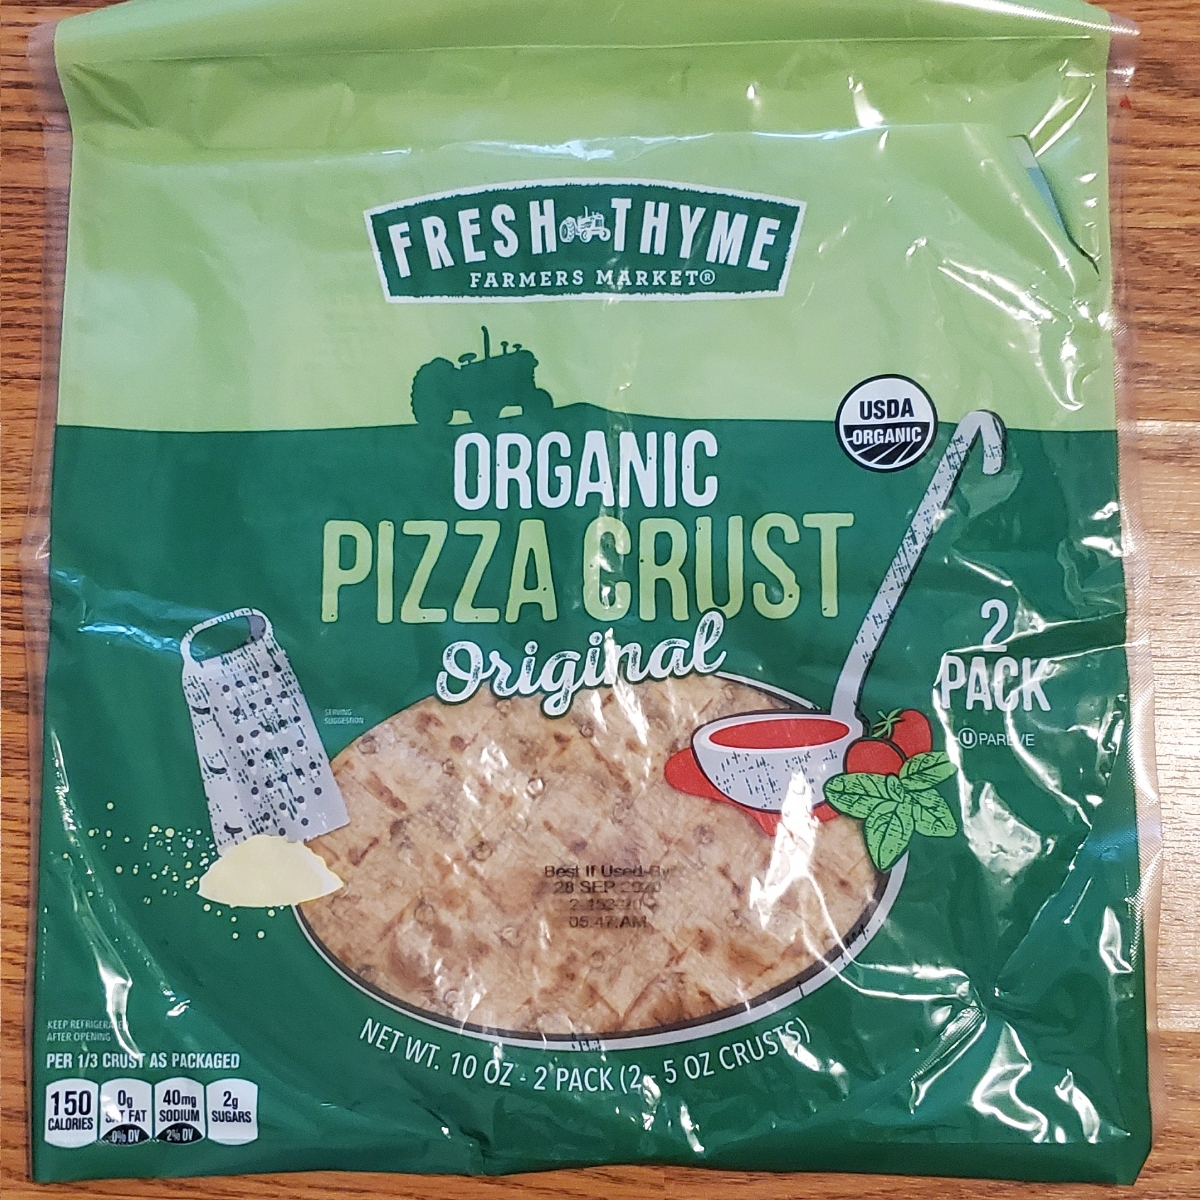 FRESH THYME
FARMERS MARKET®
USDA
ORGANIC
ORGANIC
PIZZA CRUST
Original
2
PACK
U PAREVE
SERVING
SUGGESTION
Best If Used By
28 SEP 2020
05:47 AM
NET WT. 10 OZ - 2 PACK (2 - 5 OZ CRUSTS)
KEEP REFRIGERATED
AFTER OPENING
PER 1/3 CRUST AS PACKAGED
150
CALORIES
0g
SAT FAT
0% DV
40mg
SODIUM
2% DV
2g
SUGARS